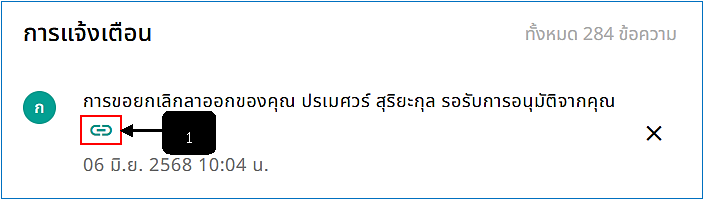 การแจ้งเตือน
ทั้งหมด 284 ข้อความ
ก
การขอยกเลิกลาออกของคุณ ปรเมศวร์ สุริยะกุล รอรับการอนุมัติจากคุณ
1
06 มิ.ย. 2568 10:04 น.